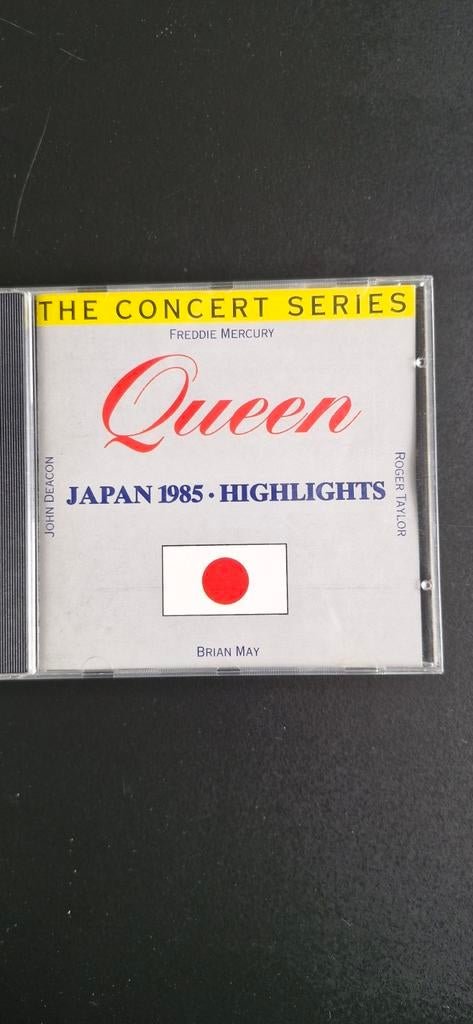 THE CONCERT SERIES
FREDDIE MERCURY
Queen
JOHN DEACON
JAPAN 1985 • HIGHLIGHTS
ROGER TAYLOR
BRIAN MAY